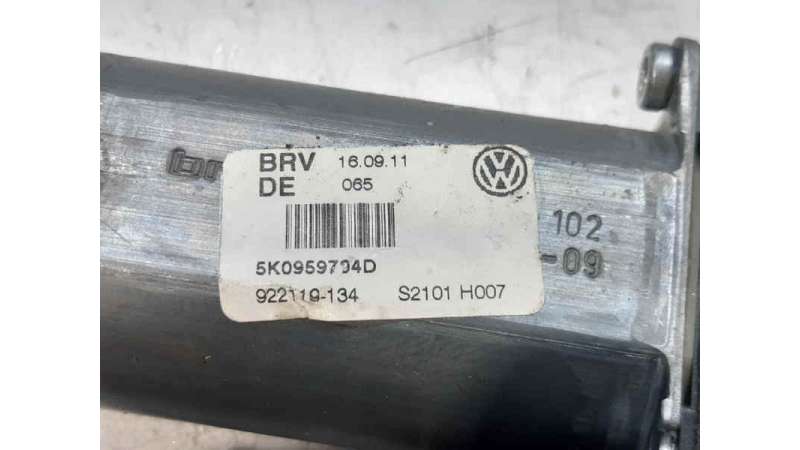 BRV 16.09.11
DE 065
5K0959704D
922119-134 S2101 H007
102
-09